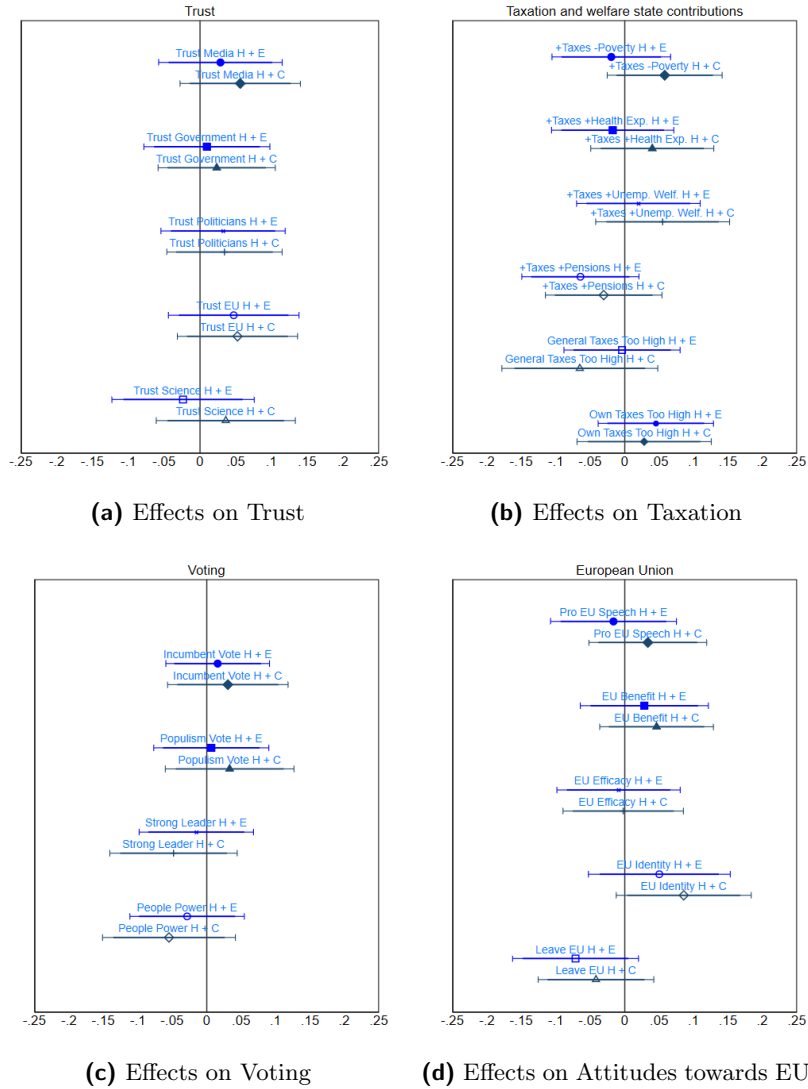 Trust
Trust Media H + E
Trust Media H + C
Trust Government H + E
Trust Government H + C
Trust Politicians H + E
Trust Politicians H + C
Trust EU H + E
Trust EU H + C
Trust Science H + E
Trust Science H + C
-.25 -.2 -.15 -.1 -.05 0 .05 .1 .15 .2 .25
(a) Effects on Trust
Taxation and welfare state contributions
+Taxes -Poverty H + E
+Taxes -Poverty H + C
+Taxes +Health Exp. H + E
+Taxes +Health Exp. H + C
+Taxes +Unemp. Welf. H + E
+Taxes +Unemp. Welf. H + C
+Taxes +Pensions H + E
+Taxes +Pensions H + C
General Taxes Too High H + E
General Taxes Too High H + C
Own Taxes Too High H + E
Own Taxes Too High H + C
-.25 -.2 -.15 -.1 -.05 0 .05 .1 .15 .2 .25
(b) Effects on Taxation
Voting
Incumbent Vote H + E
Incumbent Vote H + C
Populism Vote H + E
Populism Vote H + C
Strong Leader H + E
Strong Leader H + C
People Power H + E
People Power H + C
-.25 -.2 -.15 -.1 -.05 0 .05 .1 .15 .2 .25
(c) Effects on Voting
European Union
Pro EU Speech H + E
Pro EU Speech H + C
EU Benefit H + E
EU Benefit H + C
EU Efficacy H + E
EU Efficacy H + C
EU Identity H + E
EU Identity H + C
Leave EU H + E
Leave EU H + C
-.25 -.2 -.15 -.1 -.05 0 .05 .1 .15 .2 .25
(d) Effects on Attitudes towards EU